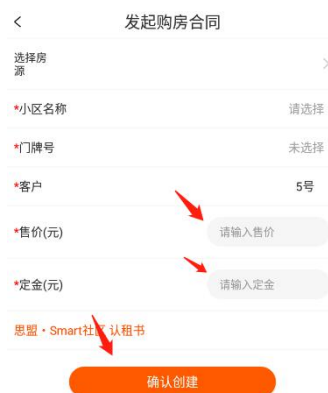 发起购房合同
选择房
源
*小区名称 请选择
*门牌号 未选择
*客户 5号
*售价(元) 请输入售价
*定金(元) 请输入定金
思盟·Smart社区 认租书
确认创建